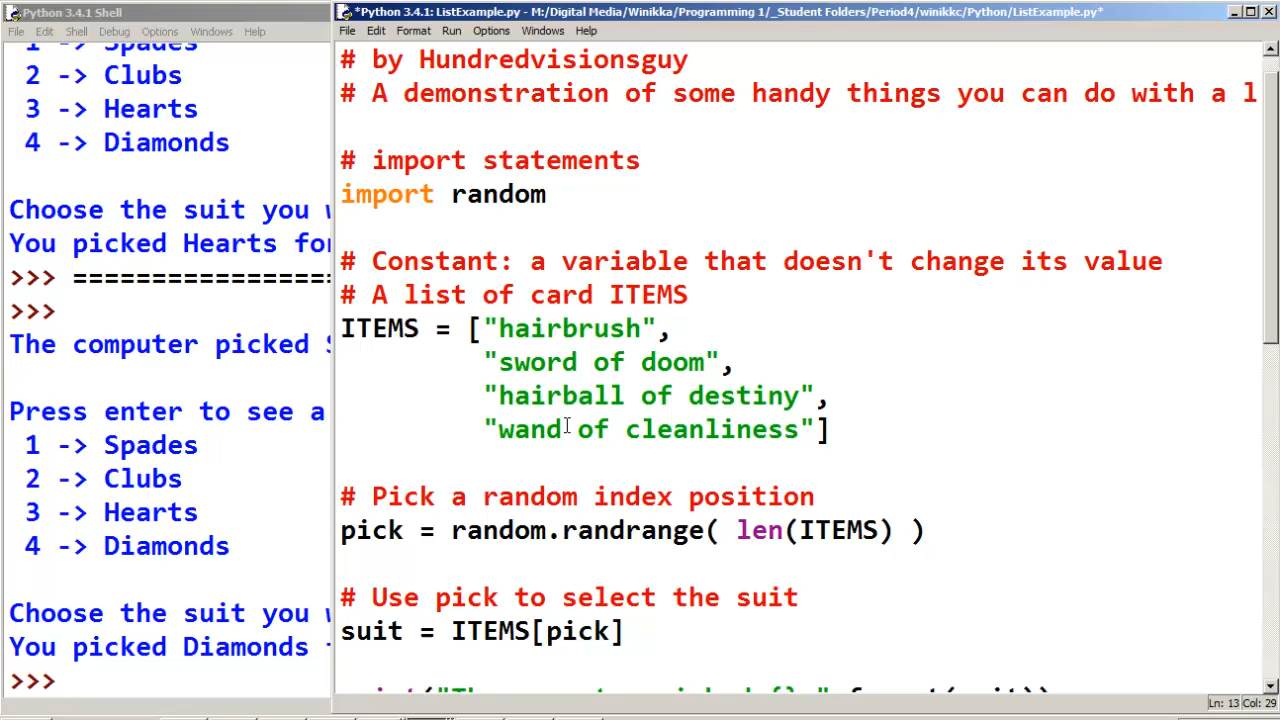 Python 3.4.1 Shell
File Edit Shell Debug Options Windows Help
1 -> Spades
2 -> Clubs
3 -> Hearts
4 -> Diamonds
Choose the suit you
You picked Hearts for
>>> =================
>>>
The computer picked
Press enter to see a
1 -> Spades
2 -> Clubs
3 -> Hearts
4 -> Diamonds
Choose the suit you
You picked Diamonds
>>>
*Python 3.4.1: ListExample.py - M:/Digital Media/Winikka/Programming 1/_Student Folders/Period4/winikkc/Python/ListExample.py*
File Edit Format Run Options Windows Help
# by Hundredvisionsguy
# A demonstration of some handy things you can do with a l
# import statements
import random
# Constant: a variable that doesn't change its value
# A list of card ITEMS
ITEMS = ["hairbrush",
"sword of doom",
"hairball of destiny",
"wand of cleanliness"]
# Pick a random index position
pick = random.randrange( len(ITEMS) )
# Use pick to select the suit
suit = ITEMS[pick]
Ln: 13 Col: 29